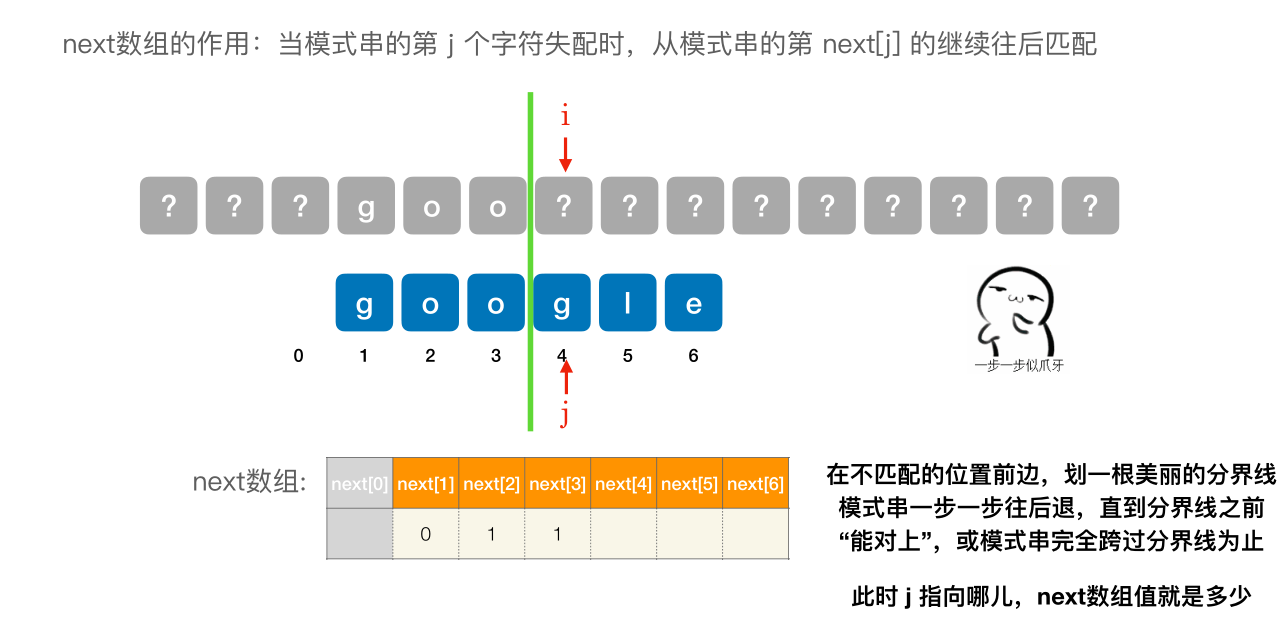 next数组的作用：当模式串的第 j 个字符失配时，从模式串的第 next[j] 的继续往后匹配
i
? ? ? g o o ? ? ? ? ? ? ? ? ?
g o o g l e
0 1 2 3 4 5 6
j
一步一步似爪牙
next数组:
next[0] next[1] next[2] next[3] next[4] next[5] next[6]
0 1 1
在不匹配的位置前边，划一根美丽的分界线
模式串一步一步往后退，直到分界线之前
“能对上”，或模式串完全跨过分界线为止
此时 j 指向哪儿，next数组值就是多少